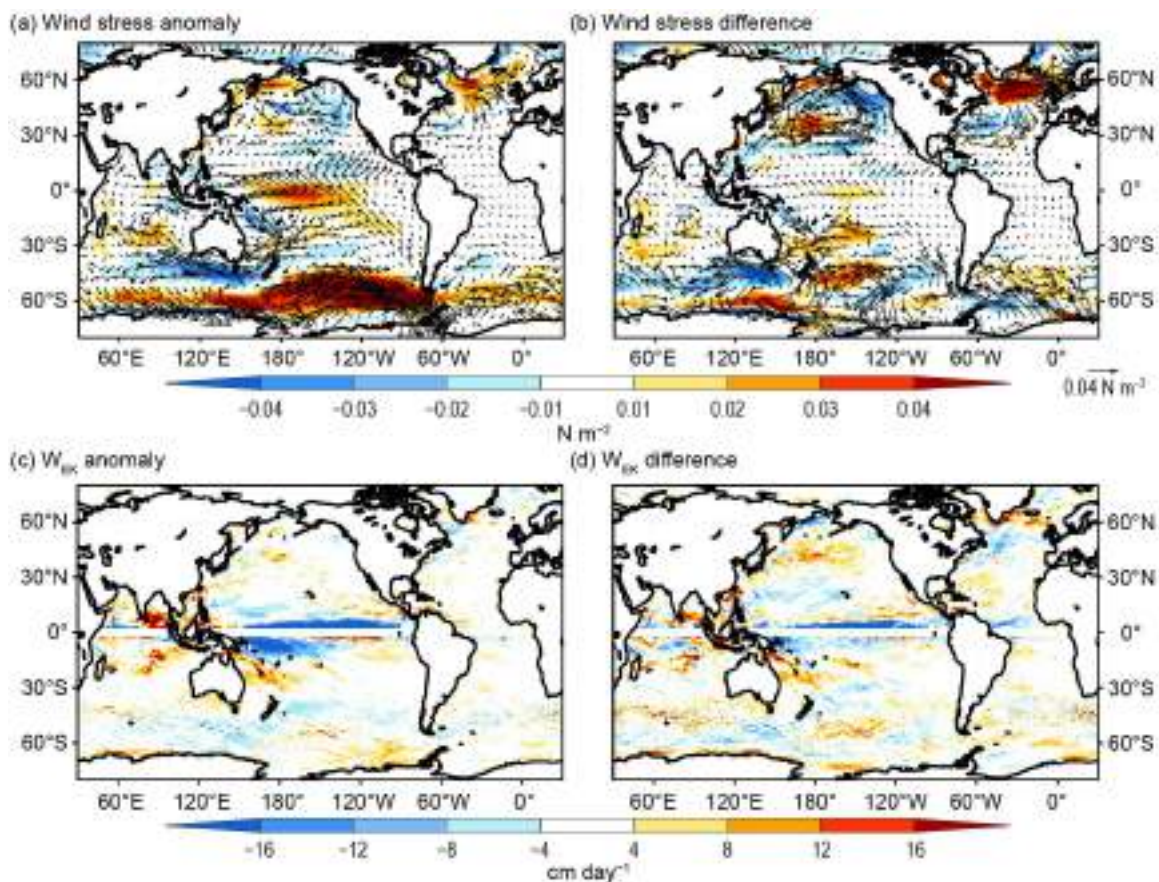 (a) Wind stress anomaly (b) Wind stress difference
60°N 60°N
30°N 30°N
0° 0°
30°S 30°S
60°S 60°S
60°E 120°E 180° 120°W 60°W 0° 60°E 120°E 180° 120°W 60°W 0°
−0.04 −0.03 −0.02 −0.01 0.01 0.02 0.03 0.04 0.04 N m⁻²
N m⁻²
(c) W_EK anomaly (d) W_EK difference
60°N 60°N
30°N 30°N
0° 0°
30°S 30°S
60°S 60°S
60°E 120°E 180° 120°W 60°W 0° 60°E 120°E 180° 120°W 60°W 0°
−16 −12 −8 −4 4 8 12 16
cm day⁻¹